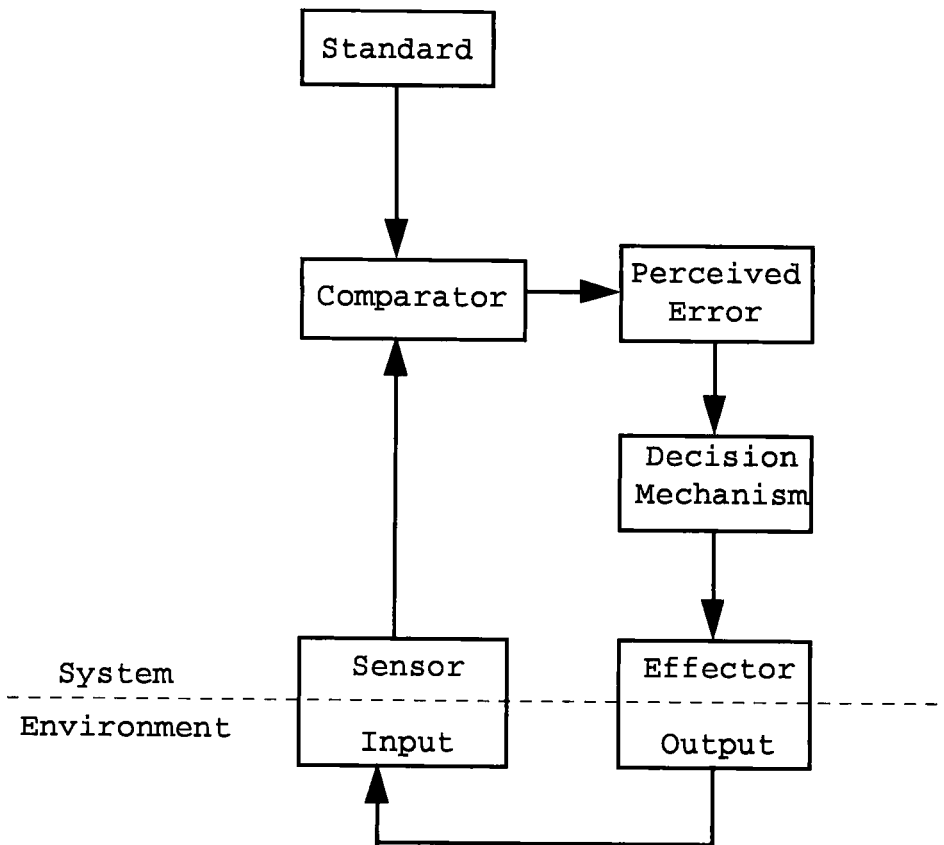 Standard
Comparator
Perceived
Error
Decision
Mechanism
System
Sensor
Effector
Environment
Input
Output